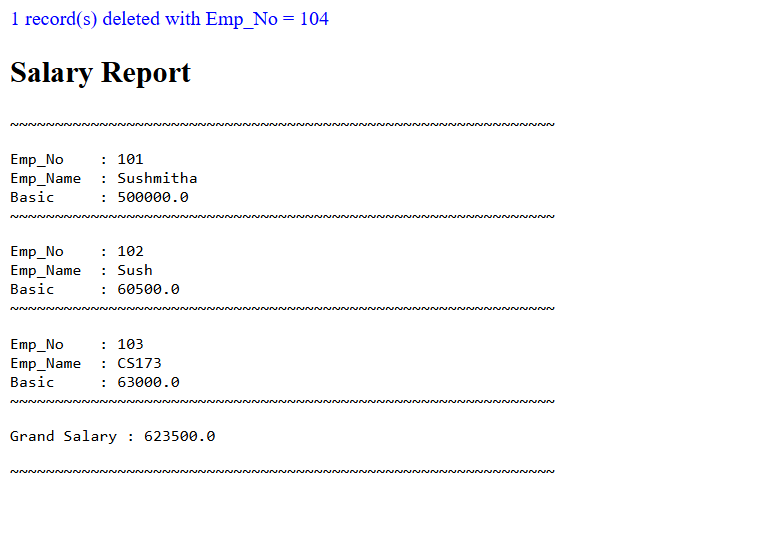 1 record(s) deleted with Emp_No = 104
Salary Report
~~~~~~~~~~~~~~~~~~~~~~~~~~~~~~~~~~~~~~~~~~~~~~~~~~~~~~~~~~~~~
Emp_No    : 101
Emp_Name  : Sushmitha
Basic     : 500000.0
~~~~~~~~~~~~~~~~~~~~~~~~~~~~~~~~~~~~~~~~~~~~~~~~~~~~~~~~~~~~~
Emp_No    : 102
Emp_Name  : Sush
Basic     : 60500.0
~~~~~~~~~~~~~~~~~~~~~~~~~~~~~~~~~~~~~~~~~~~~~~~~~~~~~~~~~~~~~
Emp_No    : 103
Emp_Name  : CS173
Basic     : 63000.0
~~~~~~~~~~~~~~~~~~~~~~~~~~~~~~~~~~~~~~~~~~~~~~~~~~~~~~~~~~~~~
Grand Salary : 623500.0
~~~~~~~~~~~~~~~~~~~~~~~~~~~~~~~~~~~~~~~~~~~~~~~~~~~~~~~~~~~~~